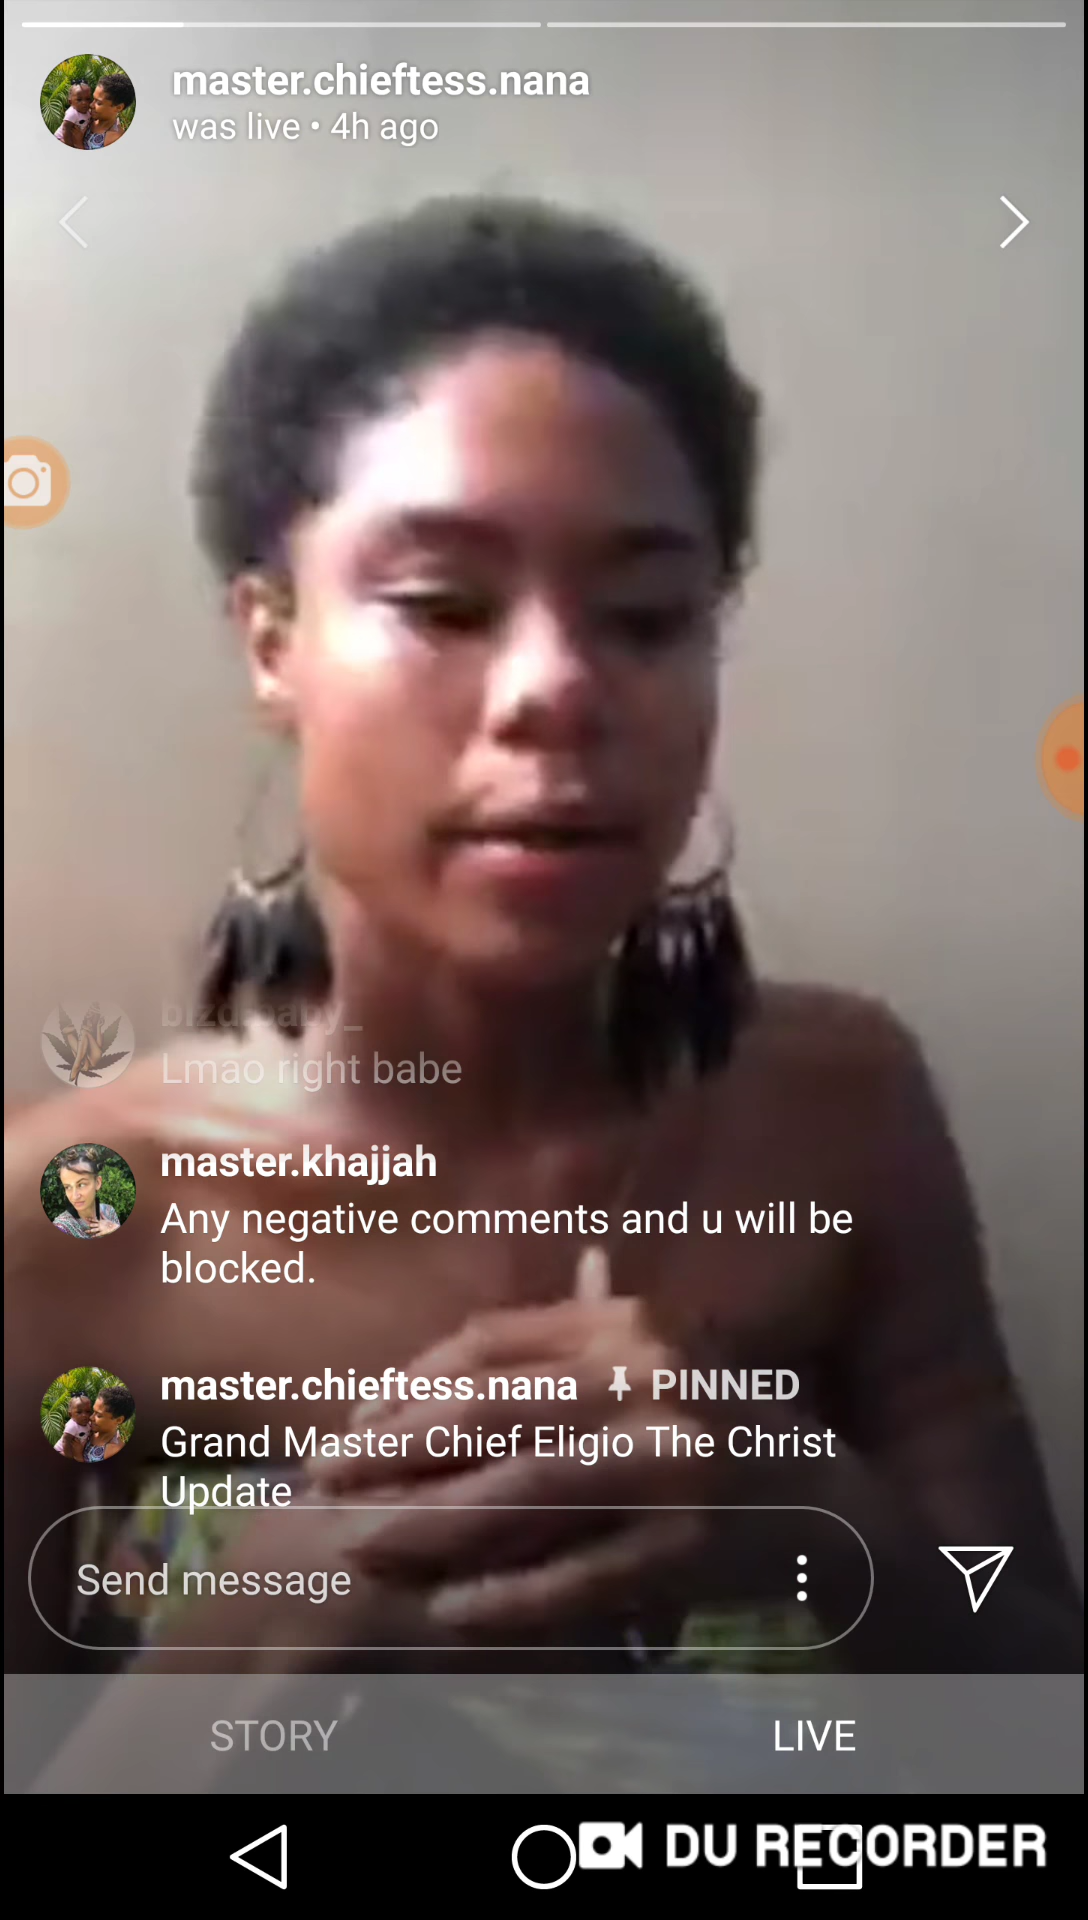 master.chieftess.nana
was live • 4h ago
Lmao right babe
master.khajjah
Any negative comments and u will be
blocked.
master.chieftess.nana PINNED
Grand Master Chief Eligio The Christ
Update
Send message
STORY LIVE
DU RECORDER